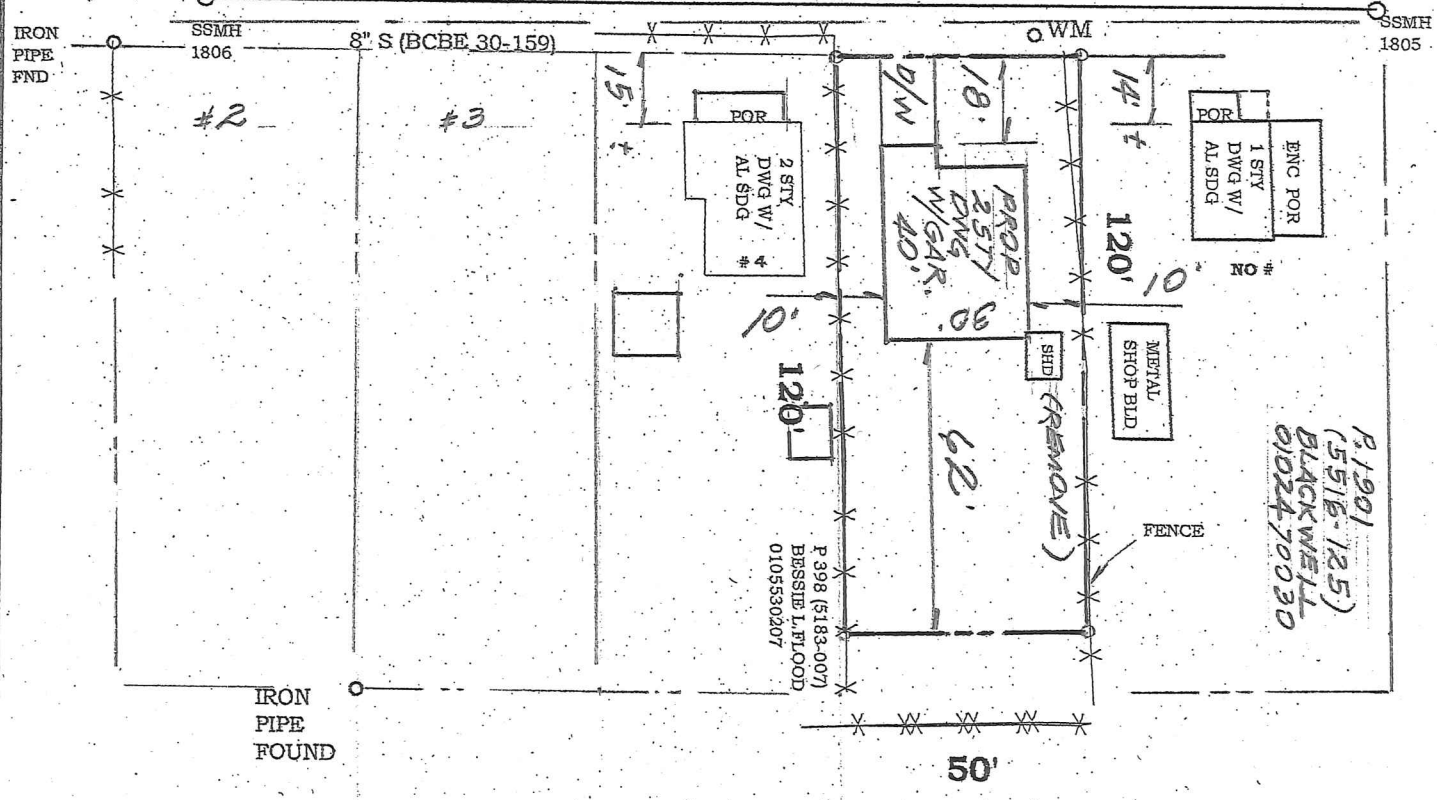 IRON
PIPE
FND
SSMH
1806
8" S (BCBE 30-159)
WM
SSMH
1805
#2
#3
15'
±
POR
2 STY
DWG W/
AL SDG
#4
D/W
18'
14'
±
POR
1 STY
DWG W/
AL SDG
ENC POR
NO #
PROP
2 STY
DWG
W/GAR.
40'
30'
120'
10'
10'
120'
SHD
(REMOVE)
METAL
SHOP BLD
62'
FENCE
P.1901
(5516-125)
BLACKWELL
0102470030
P 398 (5183-007)
BESSIE L.FLOOD
0105530207
IRON
PIPE
FOUND
50'